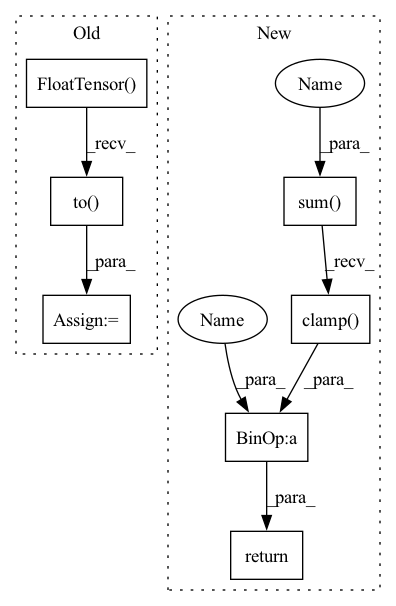 Old
New
FloatTensor()
Name
_recv_
_para_
to()
sum()
_para_
_recv_
Assign:=
Name
clamp()
_para_
_para_
BinOp:a
_para_
return